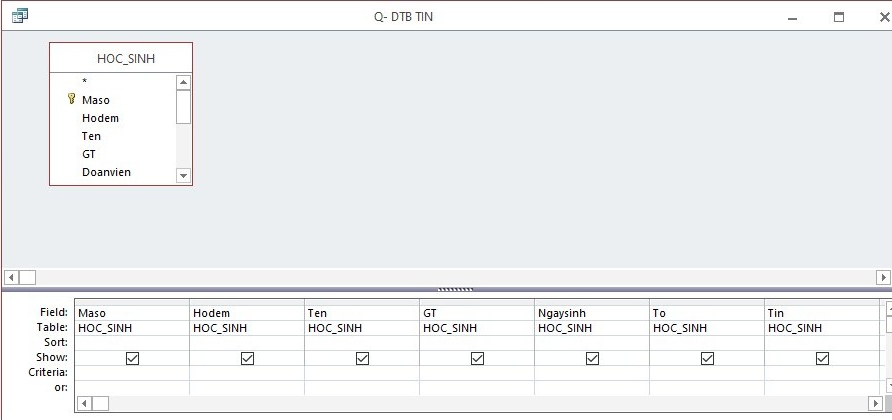 Q- DTB TIN
HOC_SINH
*
Maso
Hodem
Ten
GT
Doanvien
Field: Maso Hodem Ten GT Ngaysinh To Tin
Table: HOC_SINH HOC_SINH HOC_SINH HOC_SINH HOC_SINH HOC_SINH HOC_SINH
Sort:
Show:
Criteria:
or: